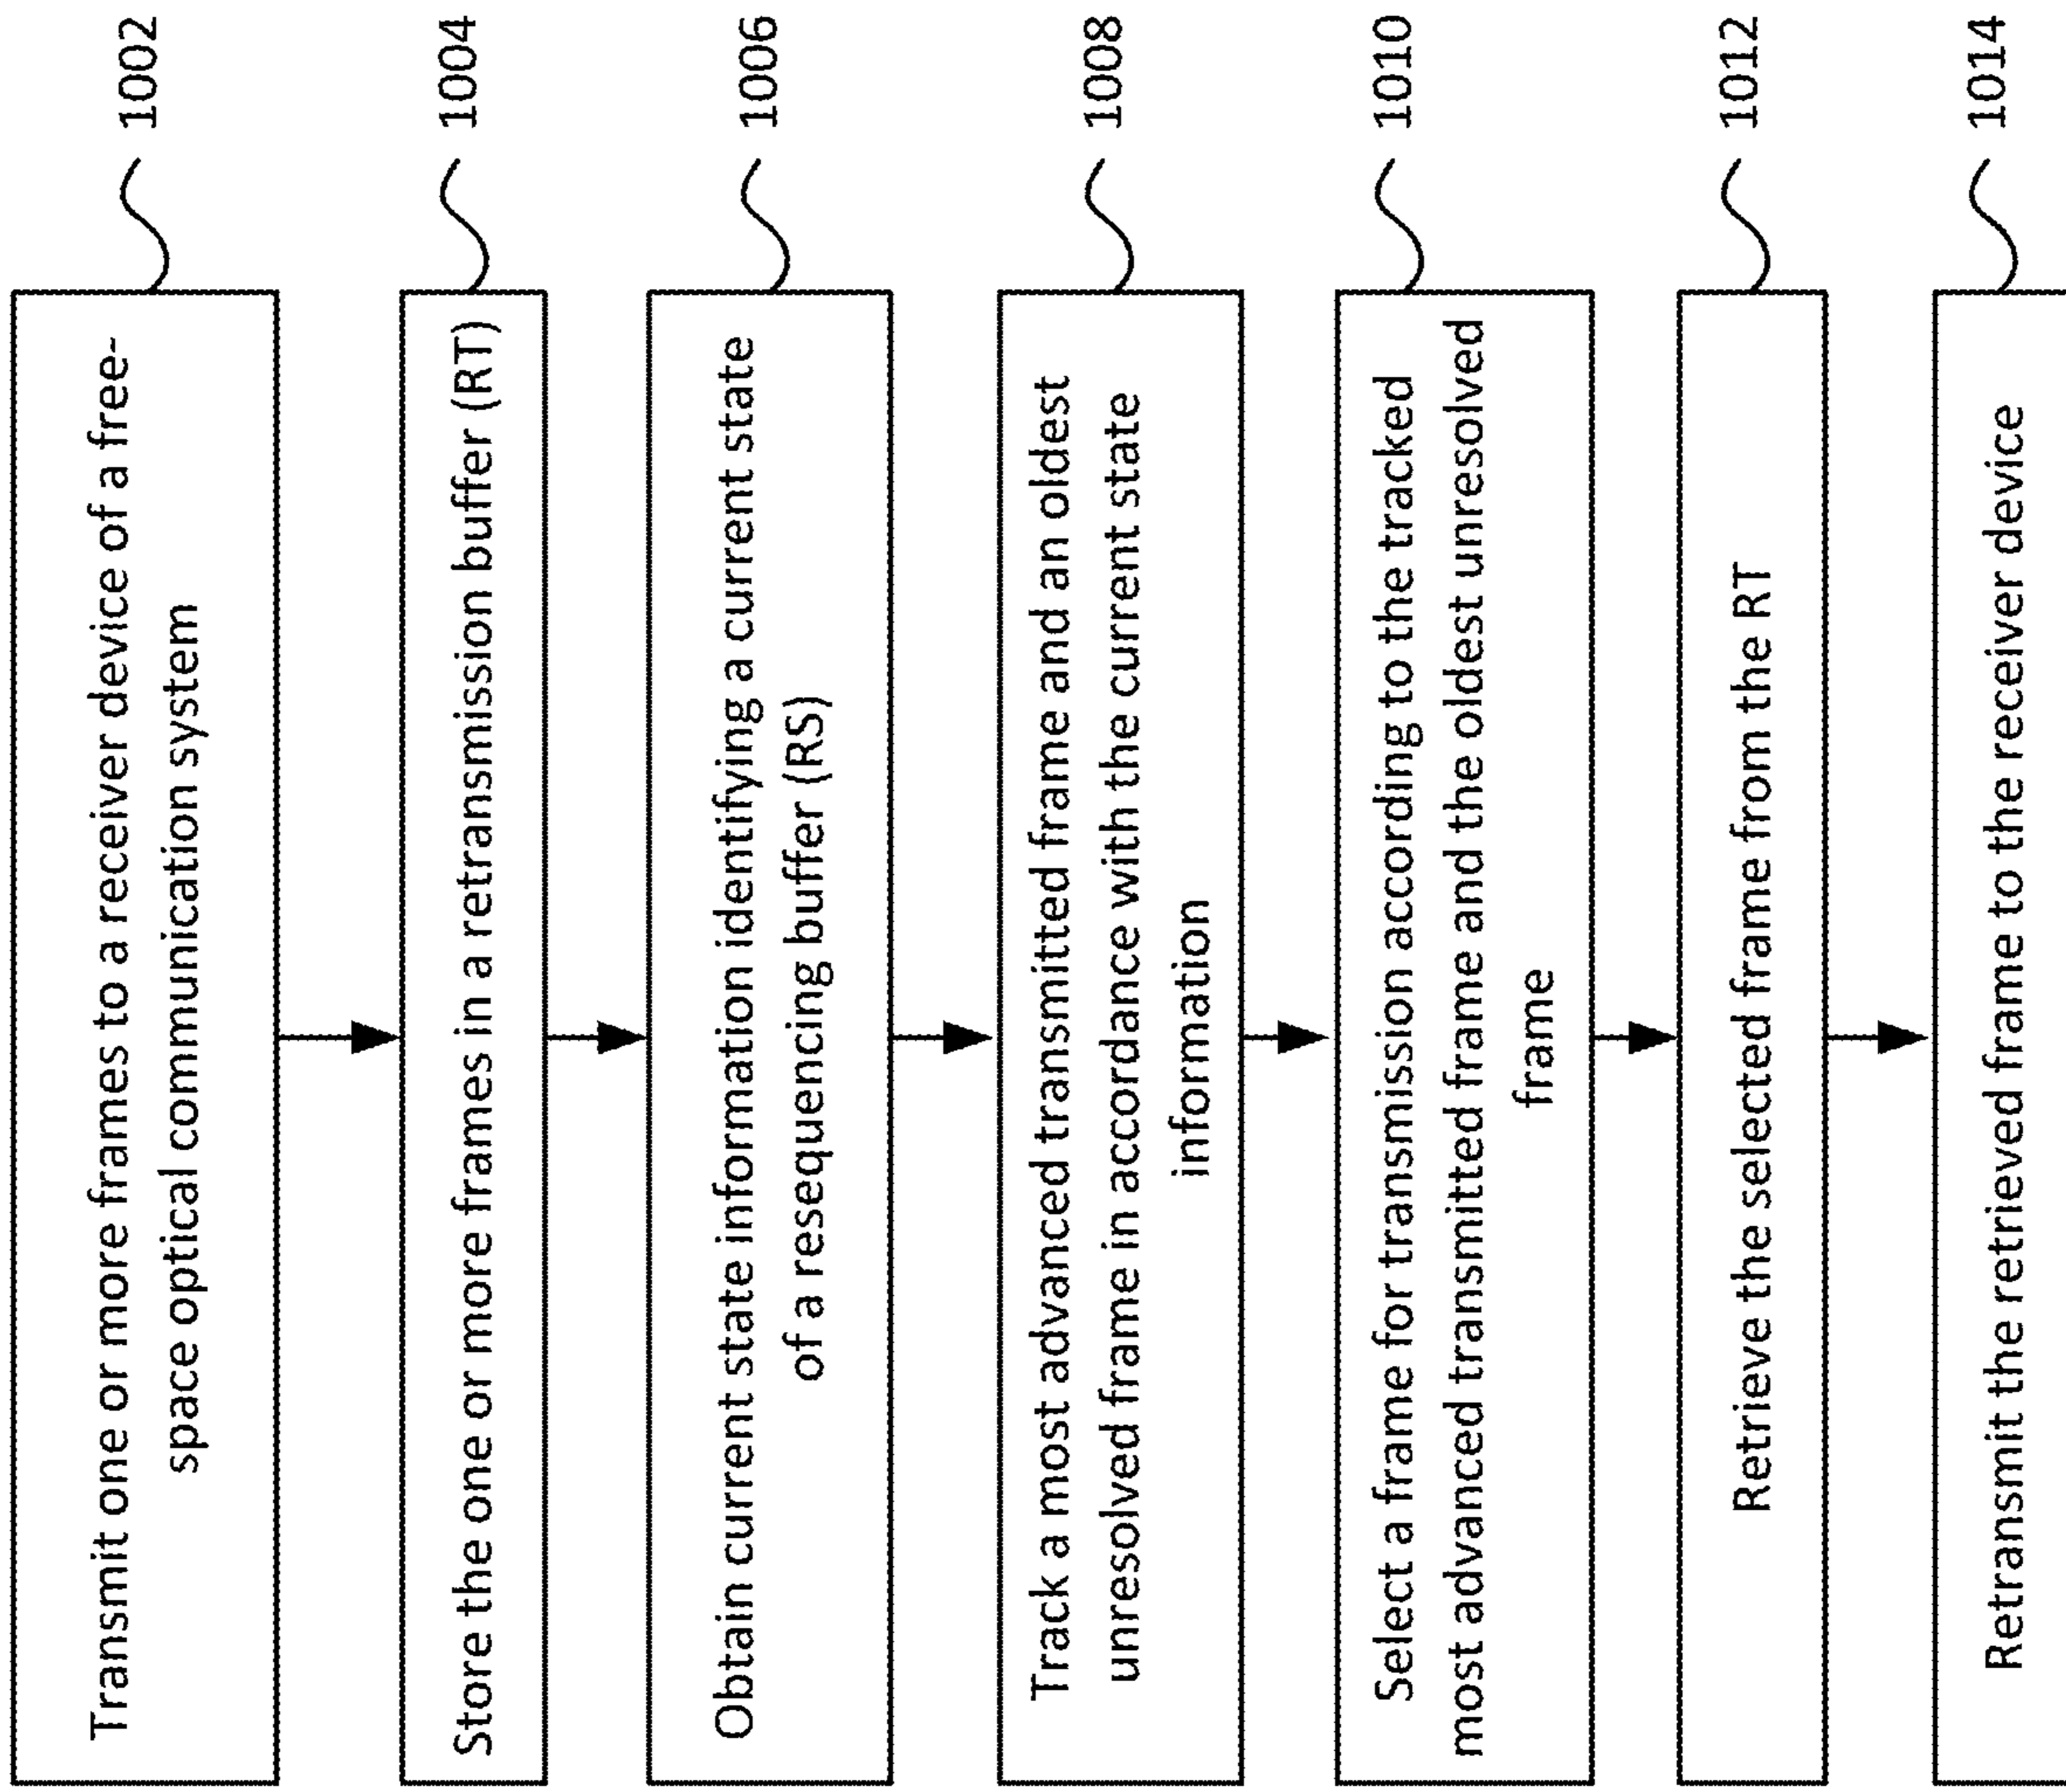 Transmit one or more frames to a receiver device of a free-
space optical communication system
1002
Store the one or more frames in a retransmission buffer (RT)
1004
Obtain current state information identifying a current state
of a resequencing buffer (RS)
1006
Track a most advanced transmitted frame and an oldest
unresolved frame in accordance with the current state
information
1008
Select a frame for transmission according to the tracked
most advanced transmitted frame and the oldest unresolved
frame
1010
Retrieve the selected frame from the RT
1012
Retransmit the retrieved frame to the receiver device
1014